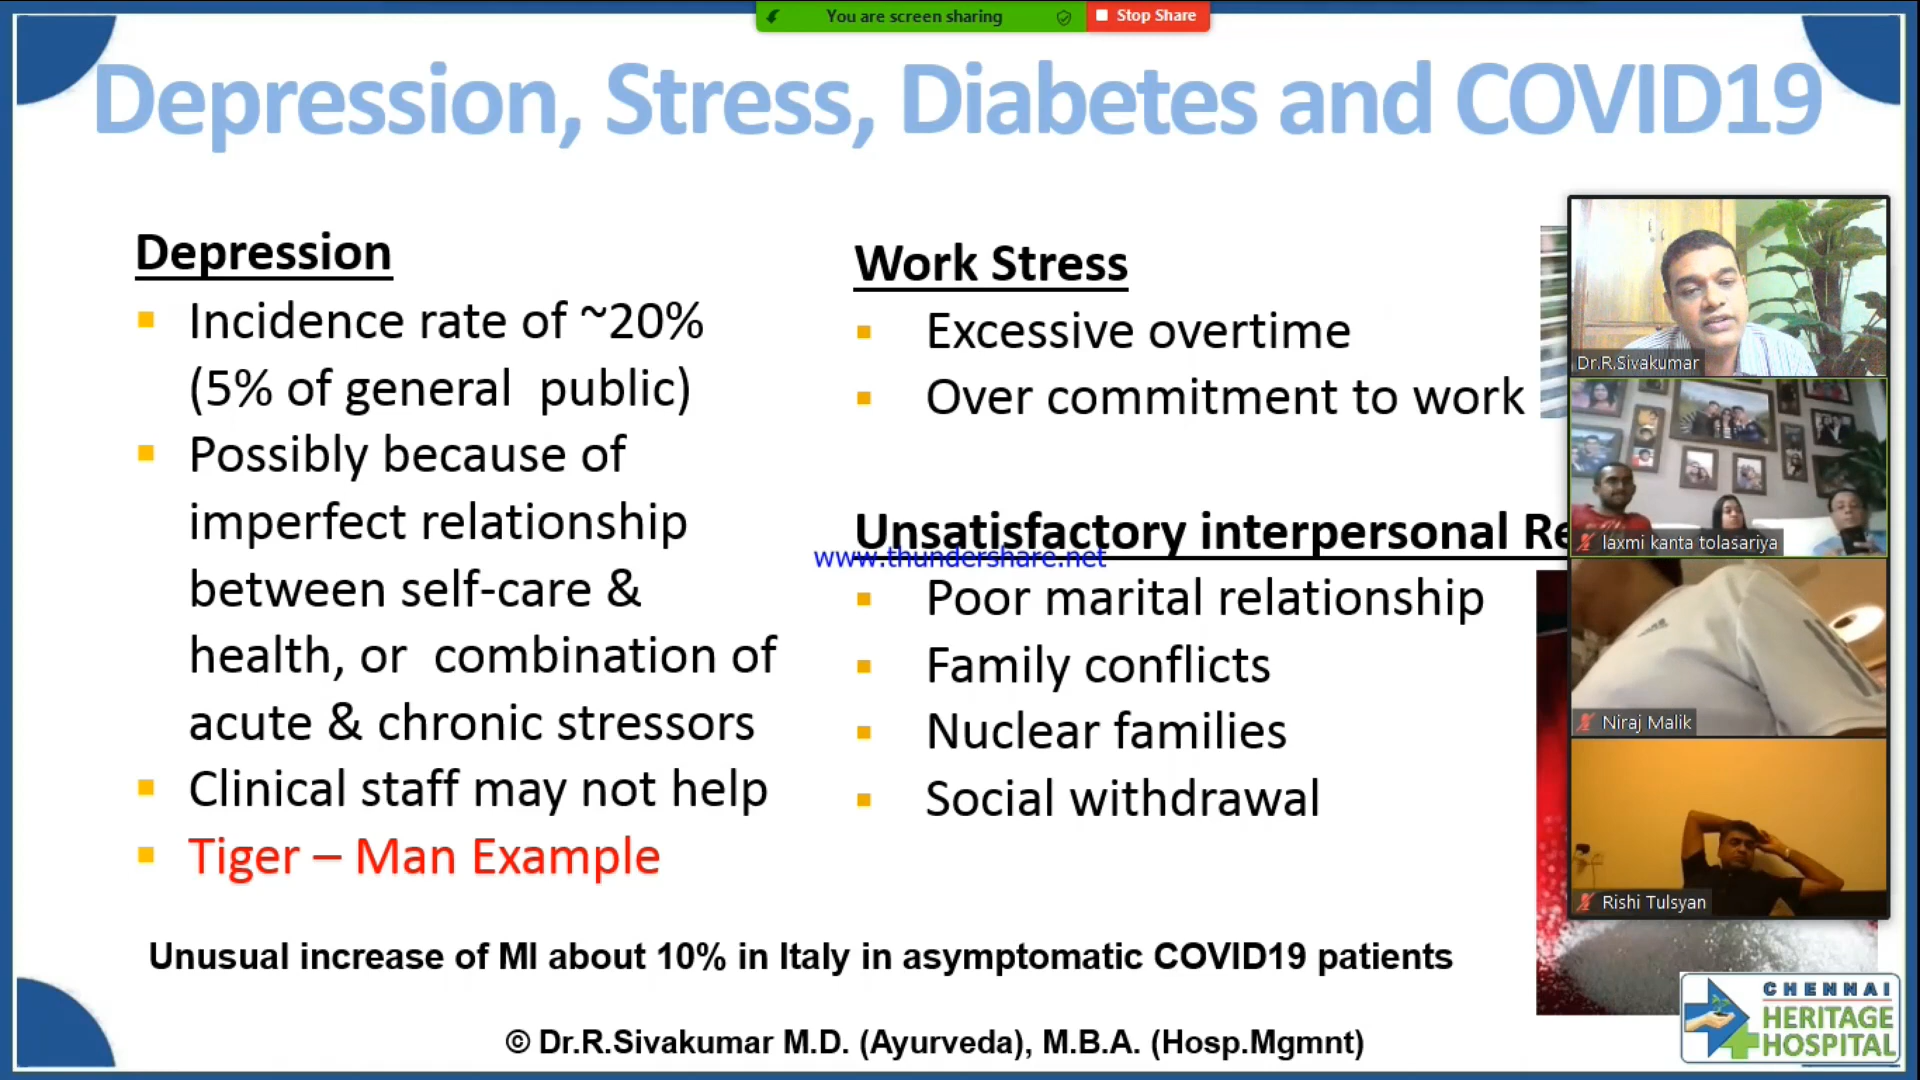 You are screen sharing
Stop Share
Depression, Stress, Diabetes and COVID19
Depression
Incidence rate of ~20%
(5% of general public)
Possibly because of
imperfect relationship
between self-care &
health, or combination of
acute & chronic stressors
Clinical staff may not help
Tiger – Man Example
Work Stress
Excessive overtime
Over commitment to work
Unsatisfactory interpersonal Re
www.thundershare.net
Poor marital relationship
Family conflicts
Nuclear families
Social withdrawal
Dr.R.Sivakumar
laxmi kanta tolasariya
Niraj Malik
Rishi Tulsyan
Unusual increase of MI about 10% in Italy in asymptomatic COVID19 patients
© Dr.R.Sivakumar M.D. (Ayurveda), M.B.A. (Hosp.Mgmnt)
CHENNAI
HERITAGE
HOSPITAL